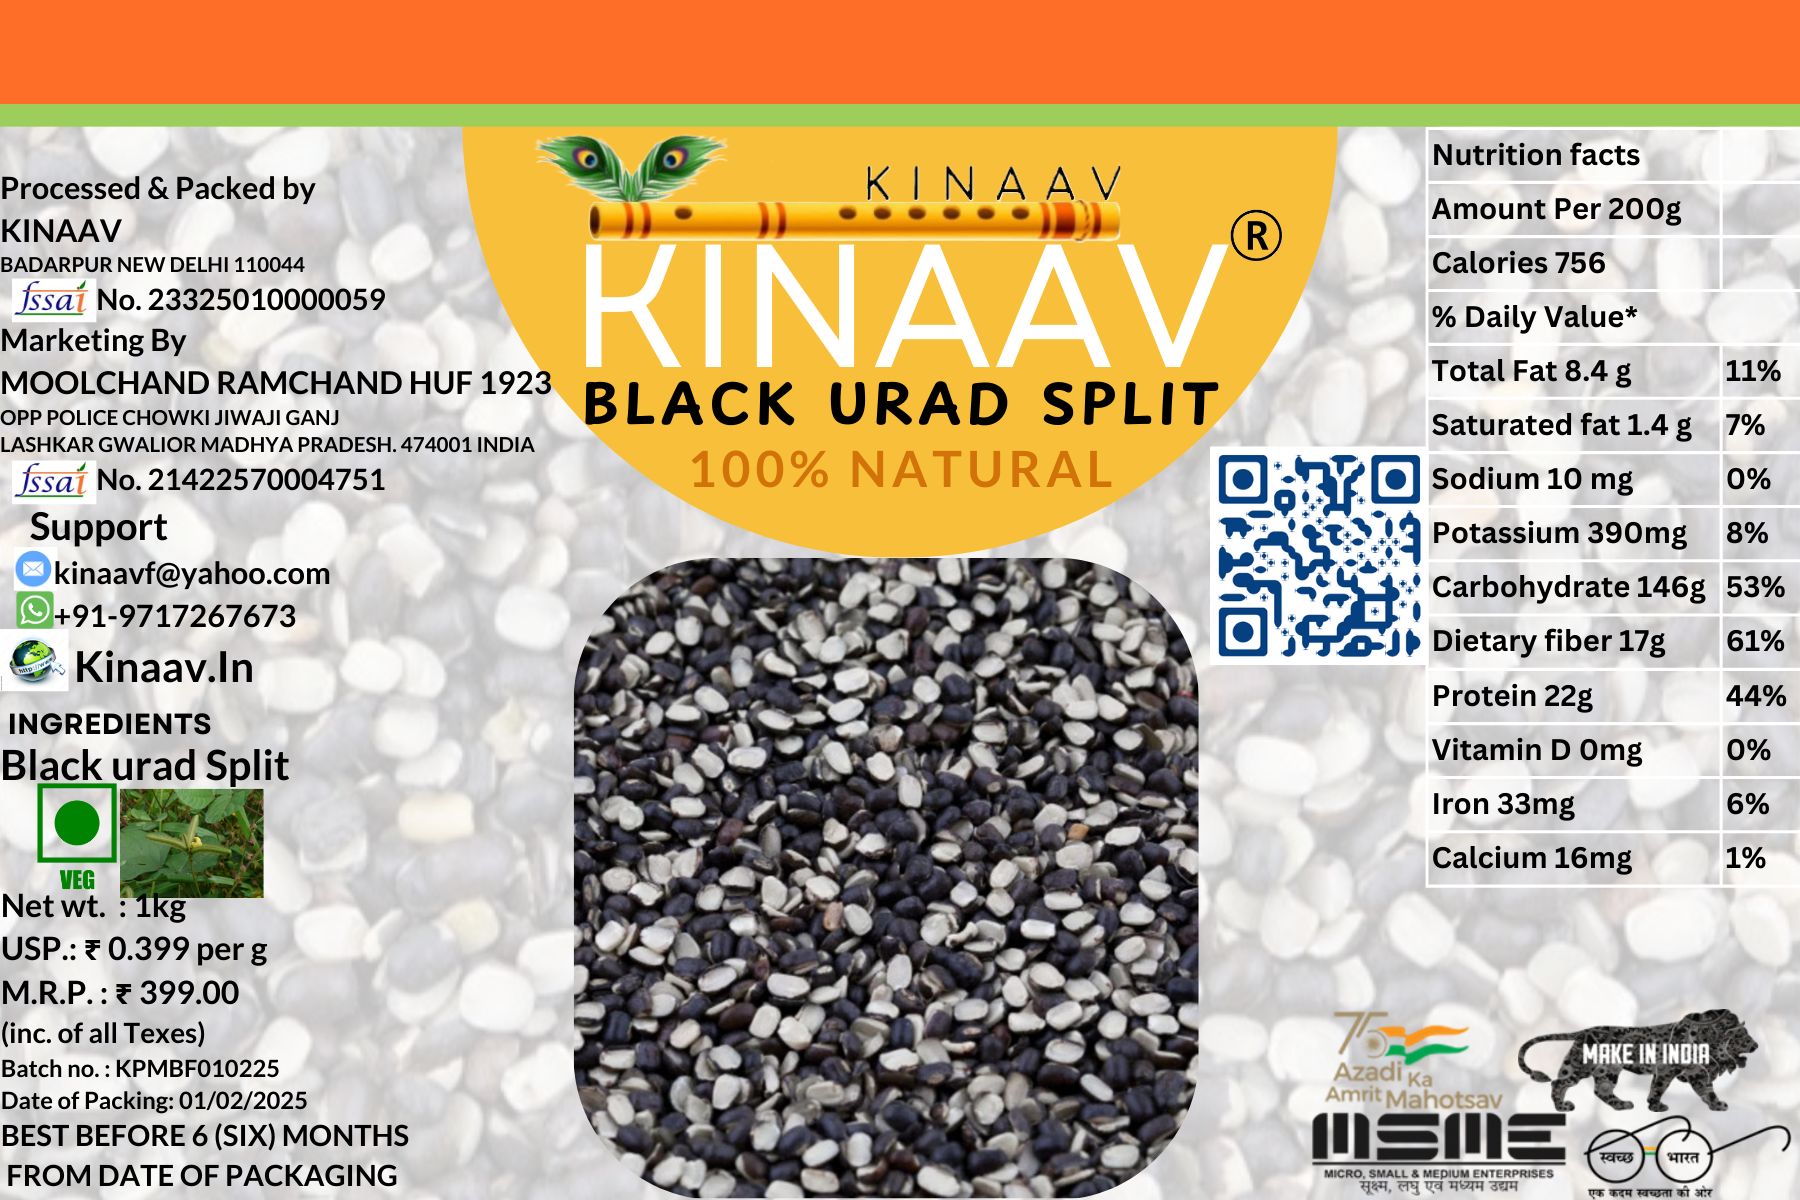 Processed & Packed by
KINAAV
BADARPUR NEW DELHI 110044
fssai No. 23325010000059
Marketing By
MOOLCHAND RAMCHAND HUF 1923
OPP POLICE CHOWKI JIWAJI GANJ
LASHKAR GWALIOR MADHYA PRADESH. 474001 INDIA
fssai No. 21422570004751
Support
kinaavf@yahoo.com
+91-9717267673
Kinaav.In
INGREDIENTS
Black urad Split
VEG
Net wt. : 1kg
USP.: ₹ 0.399 per g
M.R.P. : ₹ 399.00
(inc. of all Texes)
Batch no. : KPMBF010225
Date of Packing: 01/02/2025
BEST BEFORE 6 (SIX) MONTHS
FROM DATE OF PACKAGING
KINAAV
KINAAV®
BLACK URAD SPLIT
100% NATURAL
Nutrition facts
Amount Per 200g
Calories 756
% Daily Value*
Total Fat 8.4 g 11%
Saturated fat 1.4 g 7%
Sodium 10 mg 0%
Potassium 390mg 8%
Carbohydrate 146g 53%
Dietary fiber 17g 61%
Protein 22g 44%
Vitamin D 0mg 0%
Iron 33mg 6%
Calcium 16mg 1%
75
Azadi Ka
Amrit Mahotsav
MAKE IN INDIA
MSME
MICRO, SMALL & MEDIUM ENTERPRISES
सूक्ष्म, लघु एवं मध्यम उद्यम
स्वच्छ भारत
एक कदम स्वच्छता की ओर